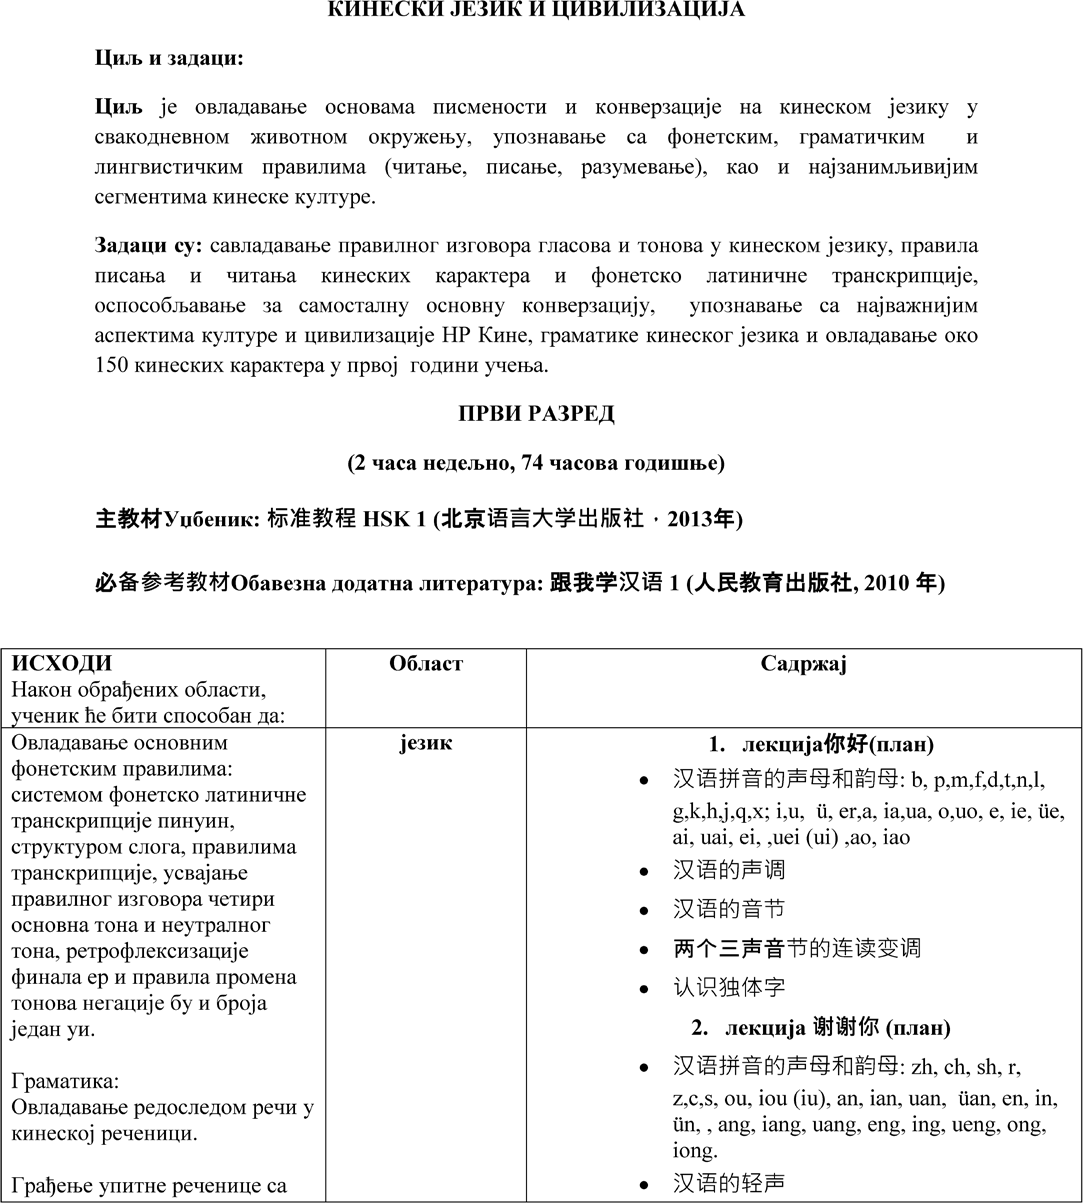 КИНЕСКИ ЈЕЗИК И ЦИВИЛИЗАЦИЈА
Циљ и задаци:
Циљ је овладавање основама писмености и конверзације на кинеском језику у
свакодневном животном окружењу, упознавање са фонетским, граматичким и
лингвистичким правилима (читање, писање, разумевање), као и најзанимљивијим
сегментима кинеске културе.
Задаци су: савладавање правилног изговора гласова и тонова у кинеском језику, правила
писања и читања кинеских карактера и фонетско латиничне транскрипције,
оспособљавање за самосталну основну конверзацију, упознавање са најважнијим
аспектима културе и цивилизације НР Кине, граматике кинеског језика и овладавање око
150 кинеских карактера у првој години учења.
ПРВИ РАЗРЕД
(2 часа недељно, 74 часова годишње)
主教材Уџбеник: 标准教程 HSK 1 (北京语言大学出版社，2013年)
必备参考教材Обавезна додатна литература: 跟我学汉语 1 (人民教育出版社, 2010 年)
ИСХОДИ
Након обрађених области,
ученик ће бити способан да:
Област
Садржај
Овладавање основним
фонетским правилима:
системом фонетско латиничне
транскрипције пинуин,
структуром слога, правилима
транскрипције, усвајање
правилног изговора четири
основна тона и неутралног
тона, ретрофлексизације
финала ер и правила промена
тонова негације бу и броја
један уи.
Граматика:
Овладавање редоследом речи у
кинеској реченици.
Грађење упитне реченице са
језик
1. лекција你好(план)
• 汉语拼音的声母和韵母: b, p,m,f,d,t,n,l,
g,k,h,j,q,x; i,u, ü, er,a, ia,ua, o,uo, e, ie, üe,
ai, uai, ei, ,uei (ui) ,ao, iao
• 汉语的声调
• 汉语的音节
• 两个三声音节的连读变调
• 认识独体字
2. лекција 谢谢你 (план)
• 汉语拼音的声母和韵母: zh, ch, sh, r,
z,c,s, ou, iou (iu), an, ian, uan, üan, en, in,
ün, , ang, iang, uang, eng, ing, ueng, ong,
iong.
• 汉语的轻声